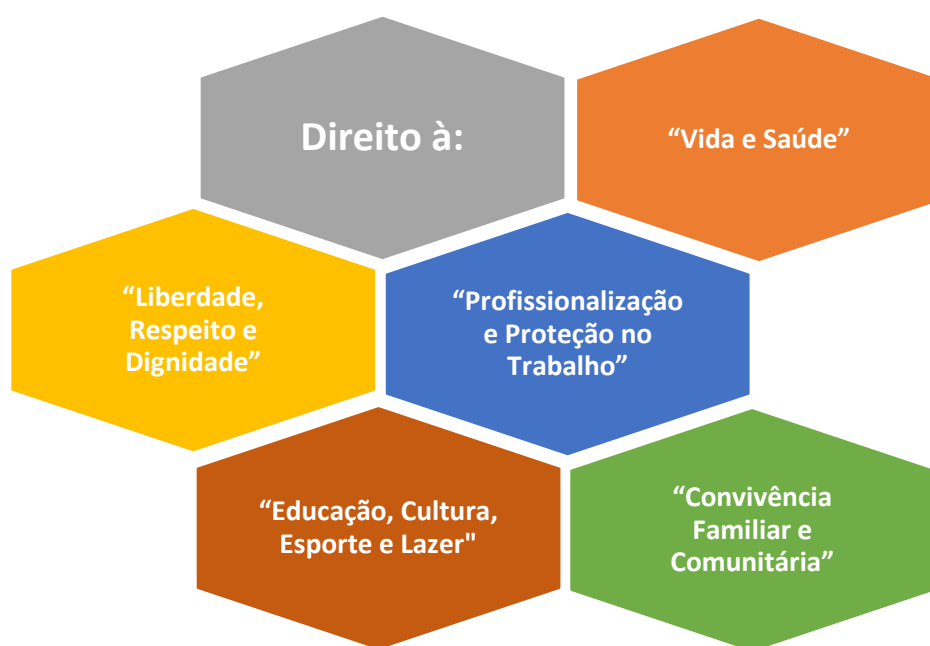 Direito à:
“Vida e Saúde”
“Liberdade,
Respeito e
Dignidade”
“Profissionalização
e Proteção no
Trabalho”
“Educação, Cultura,
Esporte e Lazer"
“Convivência
Familiar e
Comunitária”